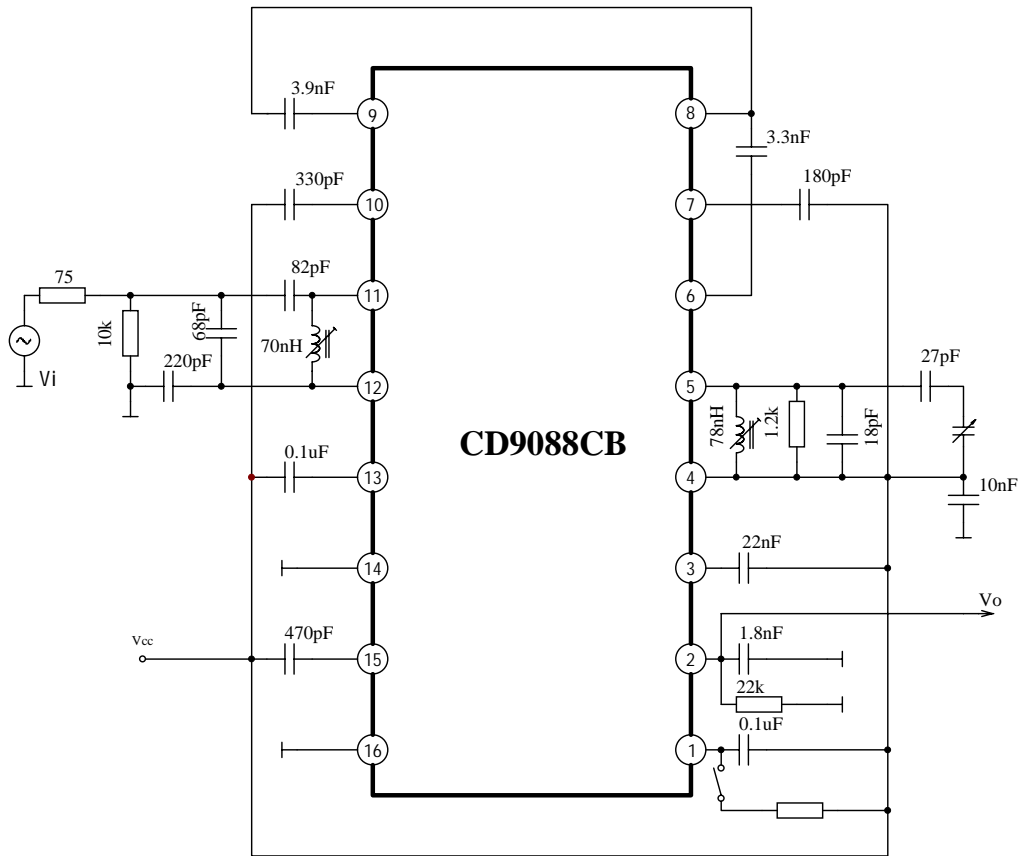 3.9nF
9
8
3.3nF
330pF
180pF
10
7
75
82pF
11
6
10k
68pF
70nH
220pF
Vi
12
5
27pF
78nH
1.2k
18pF
CD9088CB
0.1uF
13
4
10nF
22nF
14
3
Vo
Vcc
470pF
1.8nF
15
2
22k
0.1uF
16
1